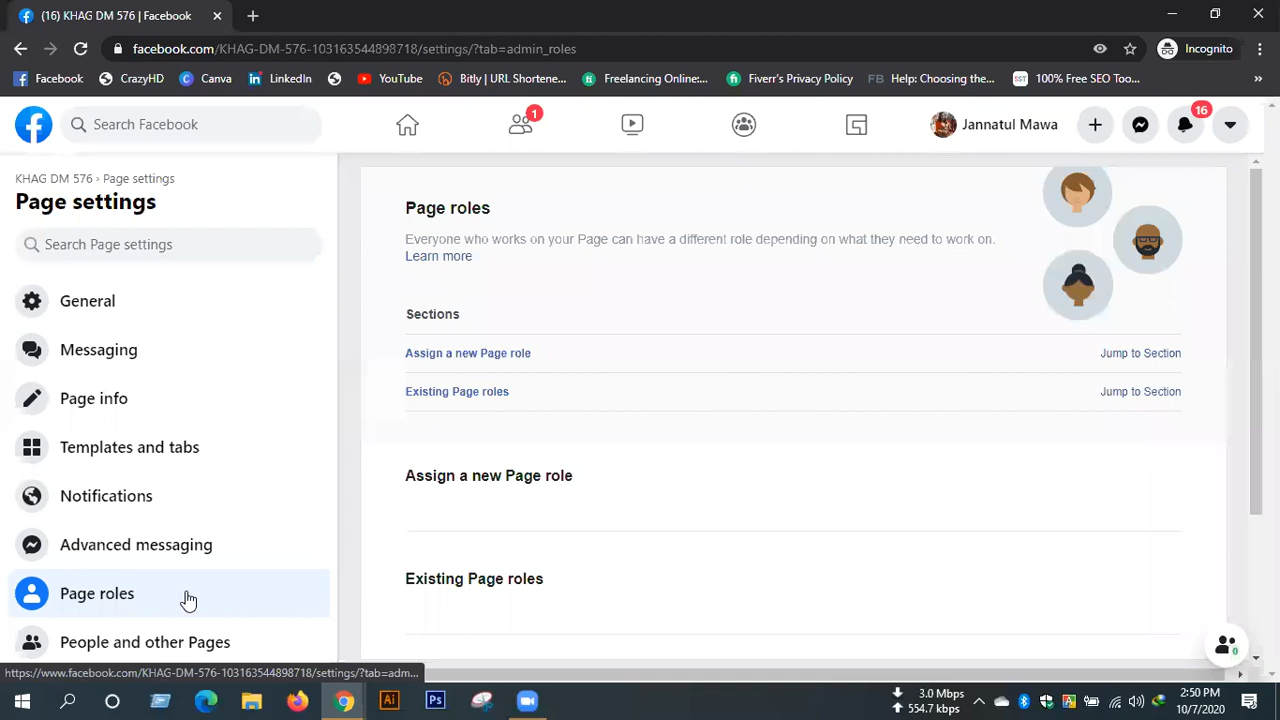 (16) KHAG DM 576 | Facebook
facebook.com/KHAG-DM-576-103163544898718/settings/?tab=admin_roles
Incognito
Facebook
CrazyHD
Canva
LinkedIn
YouTube
Bitly | URL Shortene...
Freelancing Online:...
Fiverr's Privacy Policy
FB Help: Choosing the...
SST 100% Free SEO Too...
»
Search Facebook
1
Jannatul Mawa
16
KHAG DM 576 › Page settings
Page settings
Search Page settings
General
Messaging
Page info
Templates and tabs
Notifications
Advanced messaging
Page roles
People and other Pages
Page roles
Everyone who works on your Page can have a different role depending on what they need to work on.
Learn more
Sections
Assign a new Page role Jump to Section
Existing Page roles Jump to Section
Assign a new Page role
Existing Page roles
https://www.facebook.com/KHAG-DM-576-103163544898718/settings/?tab=adm...
Ai
Ps
3.0 Mbps
554.7 kbps
2:50 PM
10/7/2020